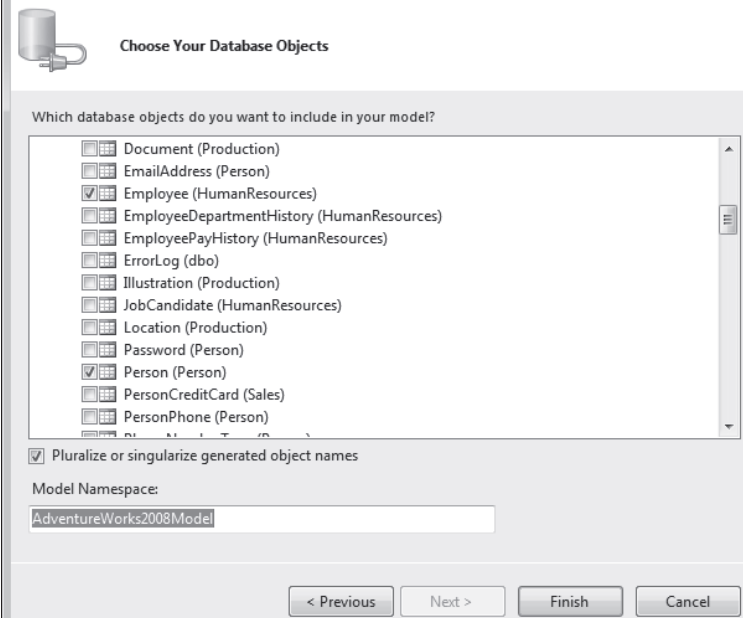 Choose Your Database Objects
Which database objects do you want to include in your model?
Document (Production)
EmailAddress (Person)
Employee (HumanResources)
EmployeeDepartmentHistory (HumanResources)
EmployeePayHistory (HumanResources)
ErrorLog (dbo)
Illustration (Production)
JobCandidate (HumanResources)
Location (Production)
Password (Person)
Person (Person)
PersonCreditCard (Sales)
PersonPhone (Person)
Pluralize or singularize generated object names
Model Namespace:
AdventureWorks2008Model
< Previous
Next >
Finish
Cancel